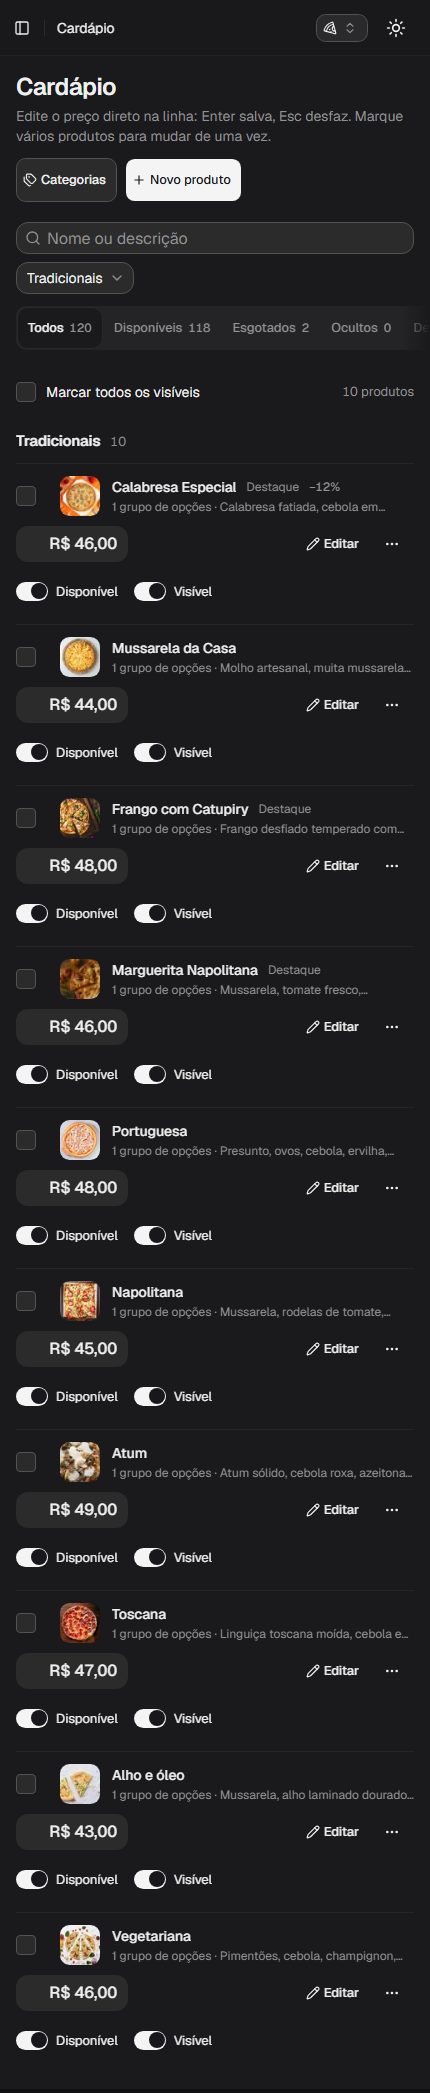 Cardápio
Cardápio
Edite o preço direto na linha: Enter salva, Esc desfaz. Marque
vários produtos para mudar de uma vez.
Categorias
Novo produto
Nome ou descrição
Tradicionais
Todos 120 Disponíveis 118 Esgotados 2 Ocultos 0 De
Marcar todos os visíveis 10 produtos
Tradicionais 10
Calabresa Especial Destaque −12%
1 grupo de opções · Calabresa fatiada, cebola em…
R$ 46,00 Editar
Disponível Visível
Mussarela da Casa
1 grupo de opções · Molho artesanal, muita mussarela…
R$ 44,00 Editar
Disponível Visível
Frango com Catupiry Destaque
1 grupo de opções · Frango desfiado temperado com…
R$ 48,00 Editar
Disponível Visível
Marguerita Napolitana Destaque
1 grupo de opções · Mussarela, tomate fresco,…
R$ 46,00 Editar
Disponível Visível
Portuguesa
1 grupo de opções · Presunto, ovos, cebola, ervilha,…
R$ 48,00 Editar
Disponível Visível
Napolitana
1 grupo de opções · Mussarela, rodelas de tomate,…
R$ 45,00 Editar
Disponível Visível
Atum
1 grupo de opções · Atum sólido, cebola roxa, azeitona…
R$ 49,00 Editar
Disponível Visível
Toscana
1 grupo de opções · Linguiça toscana moída, cebola e…
R$ 47,00 Editar
Disponível Visível
Alho e óleo
1 grupo de opções · Mussarela, alho laminado dourado…
R$ 43,00 Editar
Disponível Visível
Vegetariana
1 grupo de opções · Pimentões, cebola, champignon,…
R$ 46,00 Editar
Disponível Visível